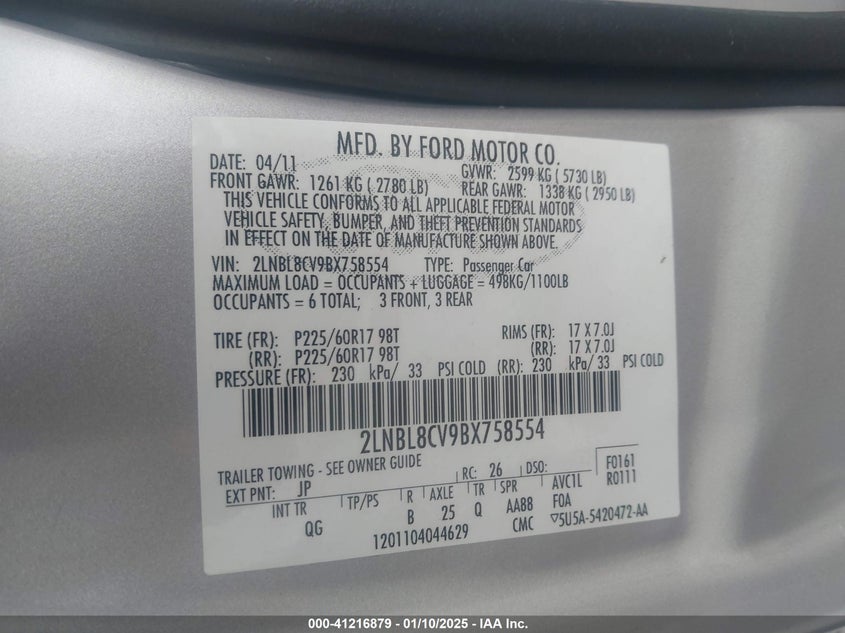 MFD. BY FORD MOTOR CO.
DATE: 04/11 GVWR: 2599 KG ( 5730 LB)
FRONT GAWR: 1261 KG ( 2780 LB) REAR GAWR: 1338 KG ( 2950 LB)
THIS VEHICLE CONFORMS TO ALL APPLICABLE FEDERAL MOTOR
VEHICLE SAFETY, BUMPER, AND THEFT PREVENTION STANDARDS
IN EFFECT ON THE DATE OF MANUFACTURE SHOWN ABOVE.
VIN: 2LNBL8CV9BX758554 TYPE: Passenger Car
MAXIMUM LOAD = OCCUPANTS + LUGGAGE = 498KG/1100LB
OCCUPANTS = 6 TOTAL; 3 FRONT, 3 REAR
TIRE (FR): P225/60R17 98T RIMS (FR): 17 X 7.0J
(RR): P225/60R17 98T (RR): 17 X 7.0J
PRESSURE (FR): 230 kPa/ 33 PSI COLD (RR): 230 kPa/ 33 PSI COLD
2LNBL8CV9BX758554
TRAILER TOWING - SEE OWNER GUIDE
EXT PNT: JP RC: 26 DSO: F0161
R0111
INT TR TP/PS R AXLE TR SPR AVC1L
QG B 25 Q AABB FOA
1201104044629 CMC ▽5U5A-5420472-AA
000-41216879 — 01/10/2025 — IAA Inc.